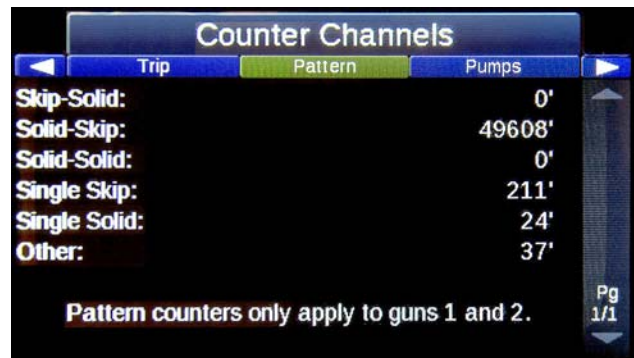 Counter Channels
Trip Pattern Pumps
Skip-Solid: 0'
Solid-Skip: 49608'
Solid-Solid: 0'
Single Skip: 211'
Single Solid: 24'
Other: 37'
Pg
1/1
Pattern counters only apply to guns 1 and 2.